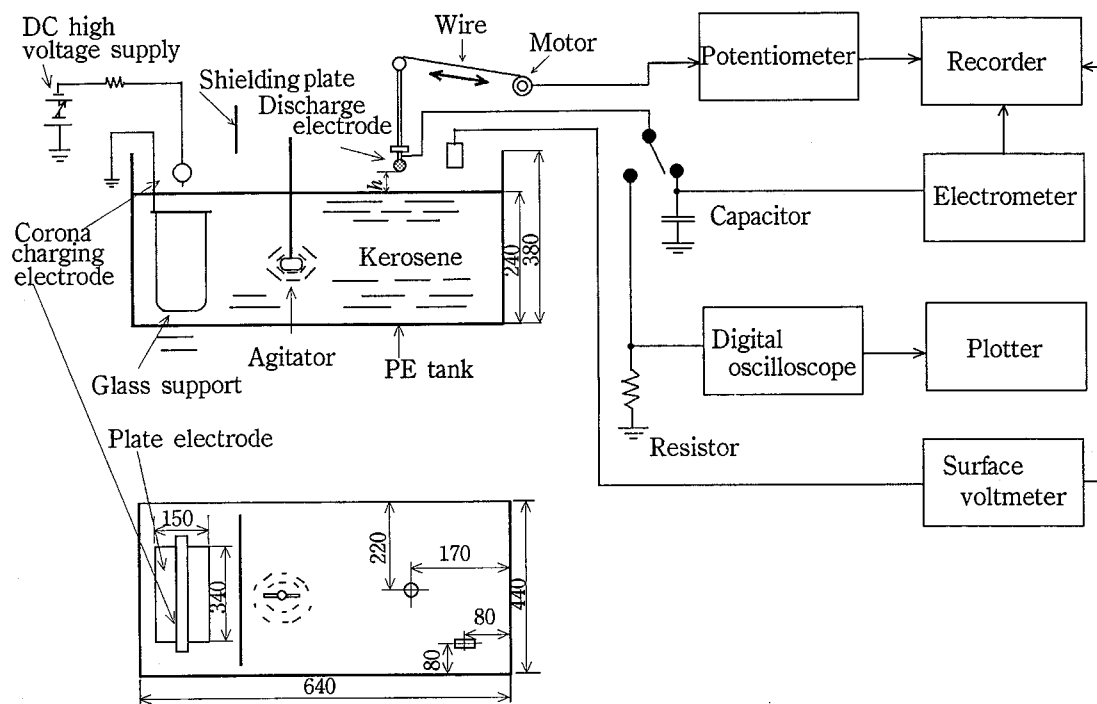 DC high
voltage supply
Shielding plate
Discharge
electrode
Wire
Motor
Potentiometer
Recorder
h
Corona
charging
electrode
Kerosene
240
380
Capacitor
Electrometer
Agitator
PE tank
Glass support
Digital
oscilloscope
Plotter
Resistor
Surface
voltmeter
Plate electrode
150
340
220
170
80
80
440
640